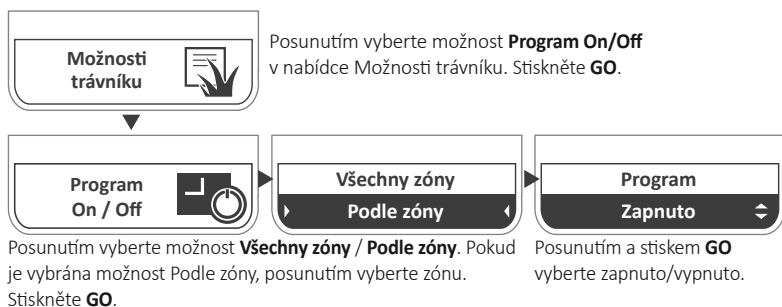 Možnosti
trávníku
Posunutím vyberte možnost Program On/Off
v nabídce Možnosti trávníku. Stiskněte GO.
Program
On / Off
Všechny zóny
Podle zóny
Program
Zapnuto
Posunutím vyberte možnost Všechny zóny / Podle zóny. Pokud
je vybrána možnost Podle zóny, posunutím vyberte zónu.
Stiskněte GO.
Posunutím a stiskem GO
vyberte zapnuto/vypnuto.